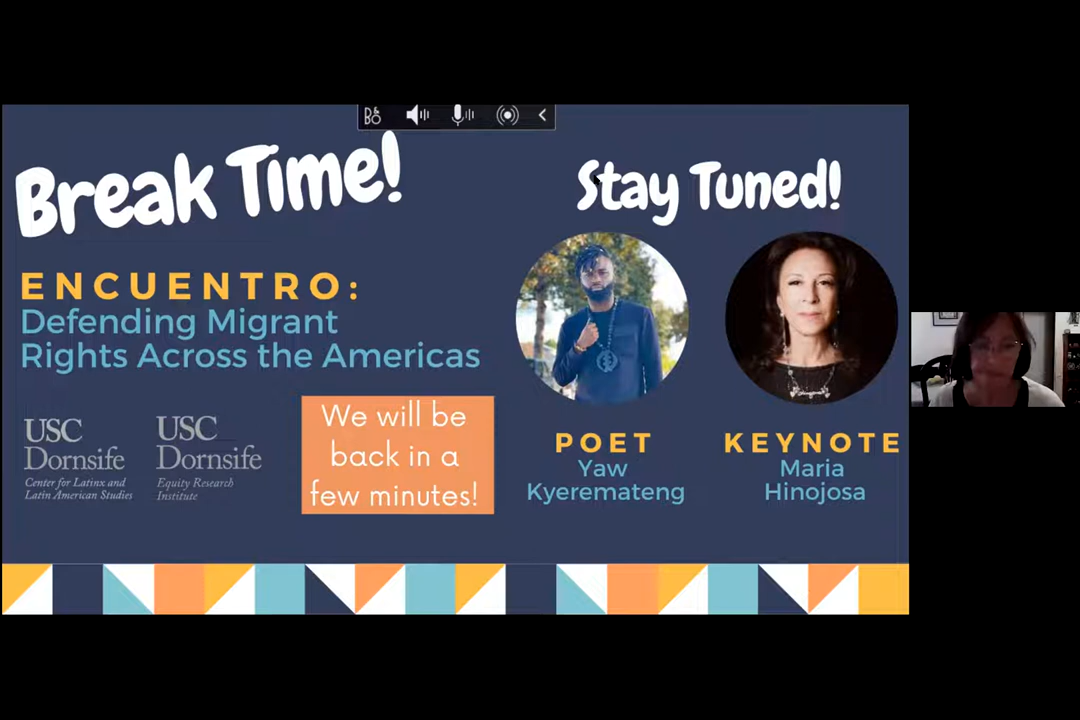 Break Time!
ENCUENTRO:
Defending Migrant
Rights Across the Americas
USC
Dornsife
Center for Latinx and
Latin American Studies
USC
Dornsife
Equity Research
Institute
We will be
back in a
few minutes!
Stay Tuned!
POET
Yaw
Kyeremateng
KEYNOTE
Maria
Hinojosa